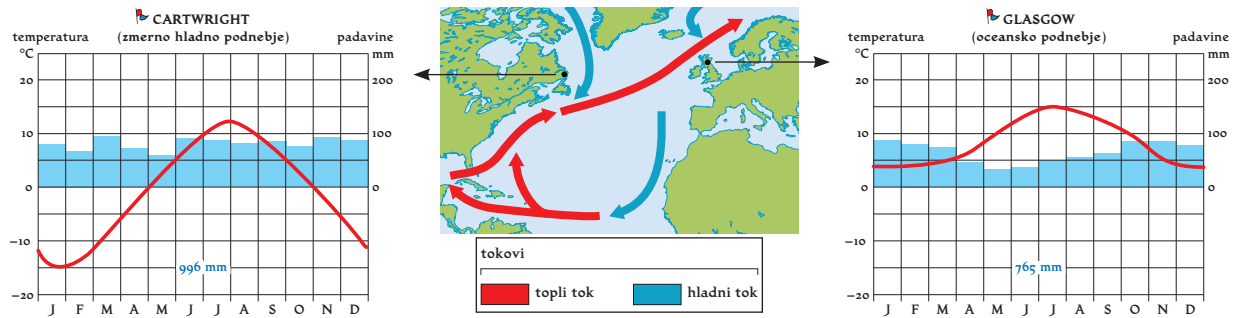 CARTWRIGHT
temperatura (zmerno hladno podnebje) padavine
°C mm
20 200
10 100
0 0
-10
996 mm
-20
J F M A M J J A S O N D
tokovi
topli tok hladni tok
GLASGOW
temperatura (oceansko podnebje) padavine
°C mm
20 200
10 100
0 0
-10
765 mm
-20
J F M A M J J A S O N D